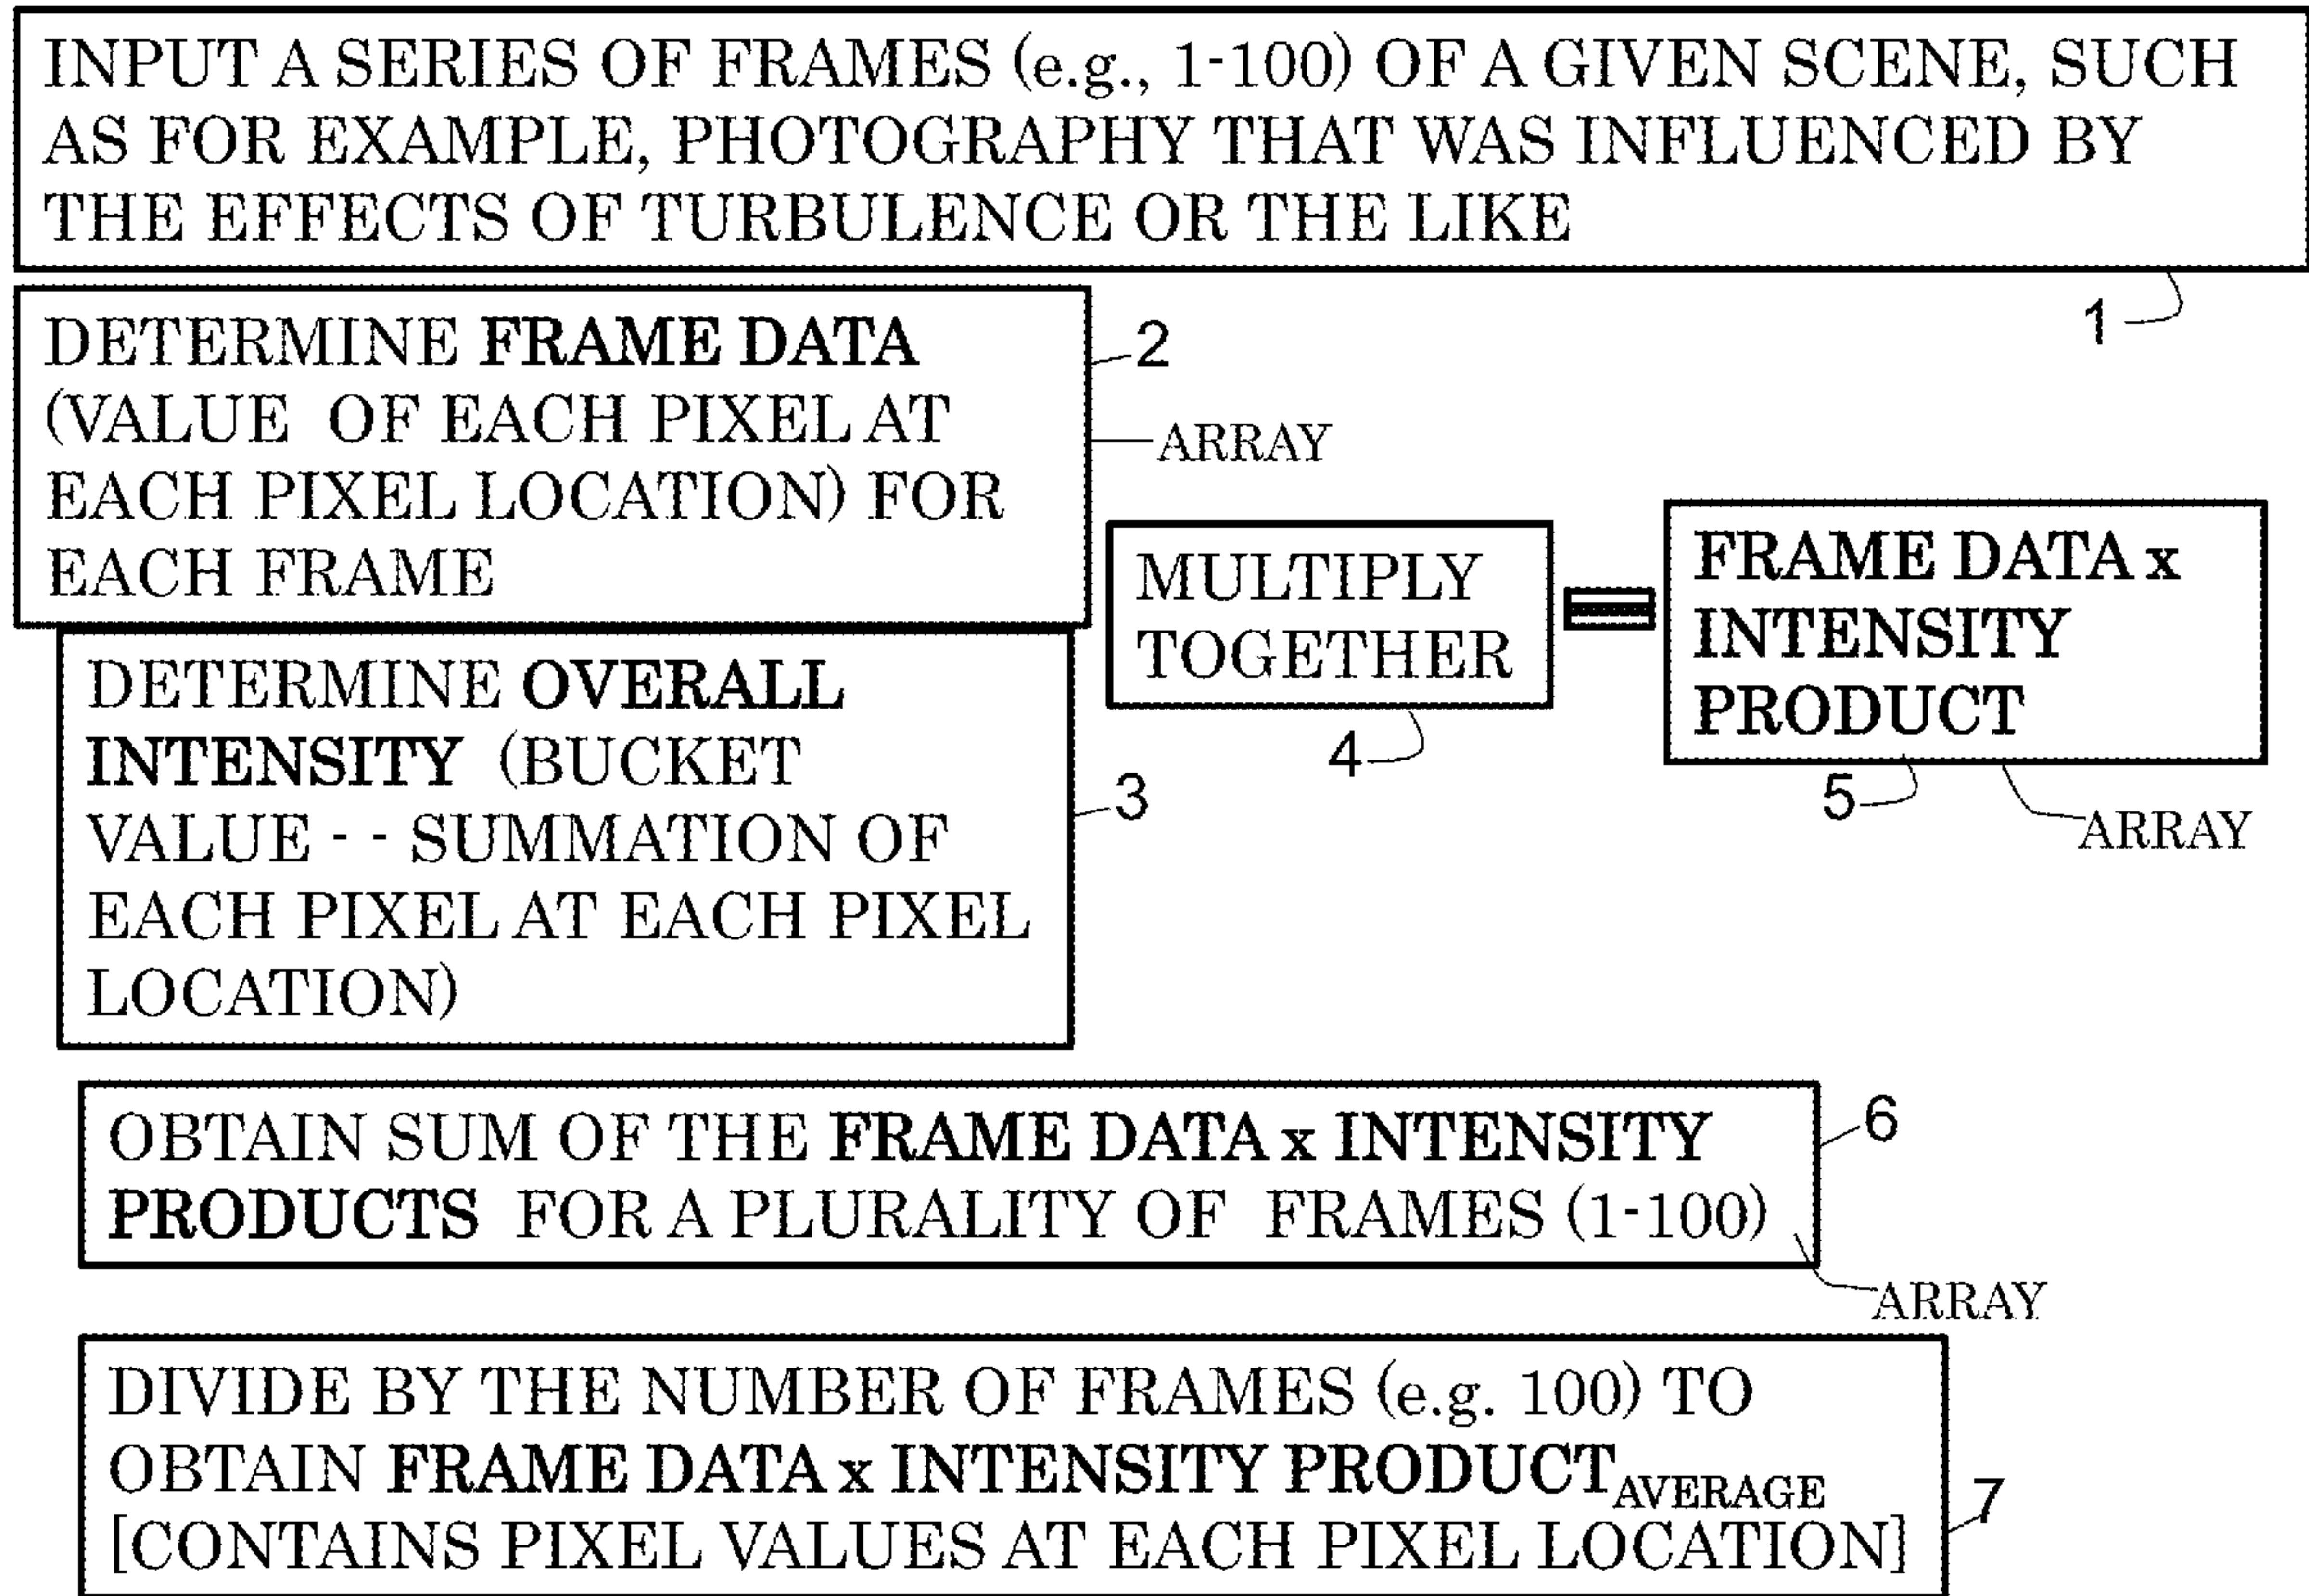 INPUT A SERIES OF FRAMES (e.g., 1-100) OF A GIVEN SCENE, SUCH
AS FOR EXAMPLE, PHOTOGRAPHY THAT WAS INFLUENCED BY
THE EFFECTS OF TURBULENCE OR THE LIKE
1
DETERMINE FRAME DATA
(VALUE OF EACH PIXEL AT
EACH PIXEL LOCATION) FOR
EACH FRAME
2
ARRAY
DETERMINE OVERALL
INTENSITY (BUCKET
VALUE - - SUMMATION OF
EACH PIXEL AT EACH PIXEL
LOCATION)
3
MULTIPLY
TOGETHER
4
=
FRAME DATA x
INTENSITY
PRODUCT
5
ARRAY
OBTAIN SUM OF THE FRAME DATA x INTENSITY
PRODUCTS FOR A PLURALITY OF FRAMES (1-100)
6
ARRAY
DIVIDE BY THE NUMBER OF FRAMES (e.g. 100) TO
OBTAIN FRAME DATA x INTENSITY PRODUCT AVERAGE
[CONTAINS PIXEL VALUES AT EACH PIXEL LOCATION]
7